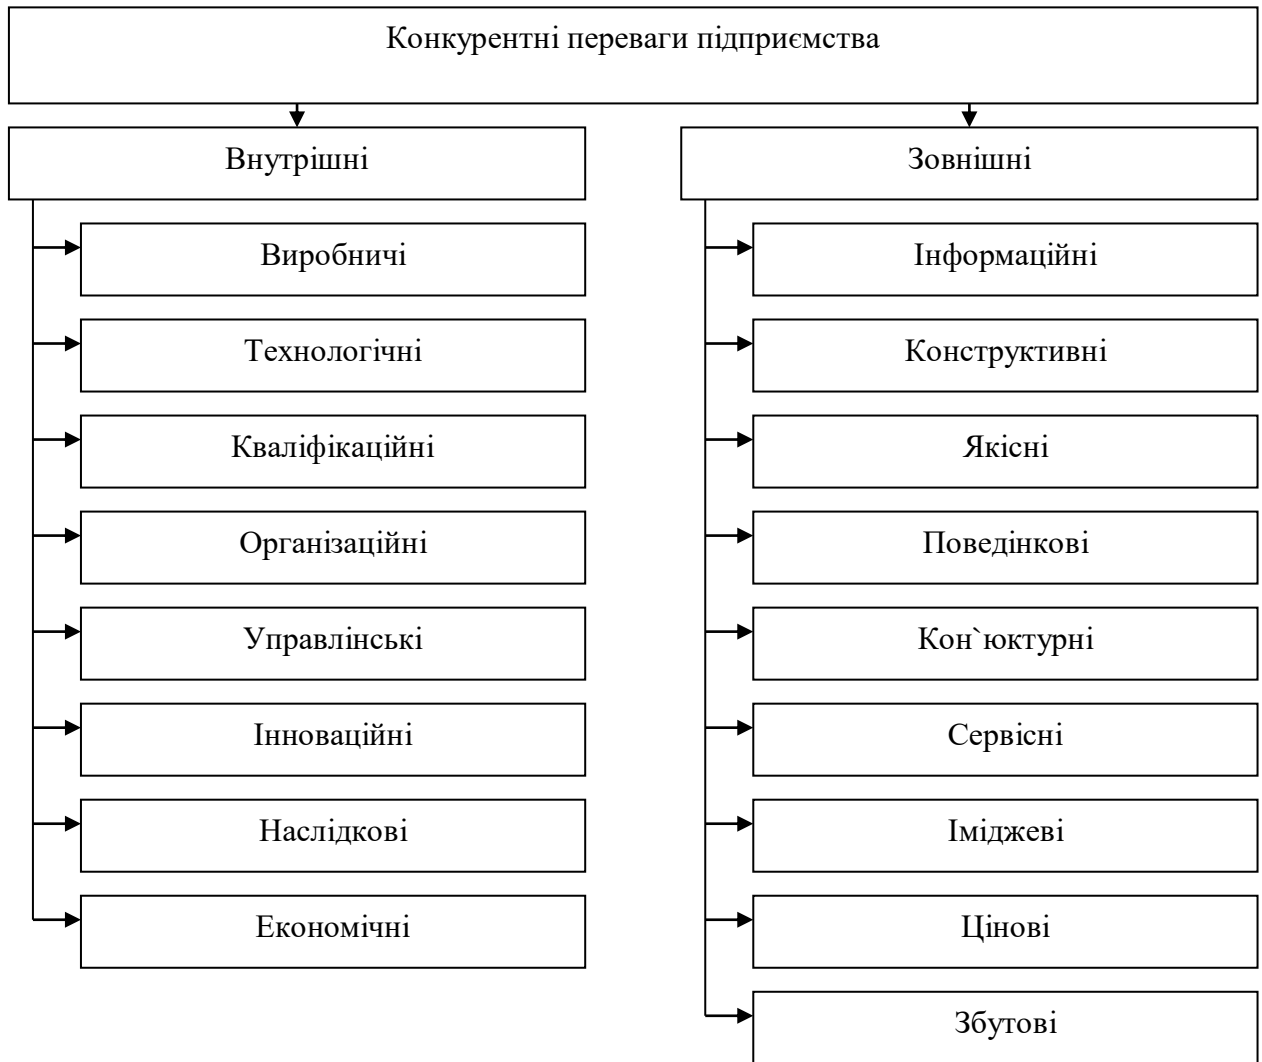 Конкурентні переваги підприємства
Внутрішні
Виробничі
Технологічні
Кваліфікаційні
Організаційні
Управлінські
Інноваційні
Наслідкові
Економічні
Зовнішні
Інформаційні
Конструктивні
Якісні
Поведінкові
Кон`юктурні
Сервісні
Іміджеві
Цінові
Збутові